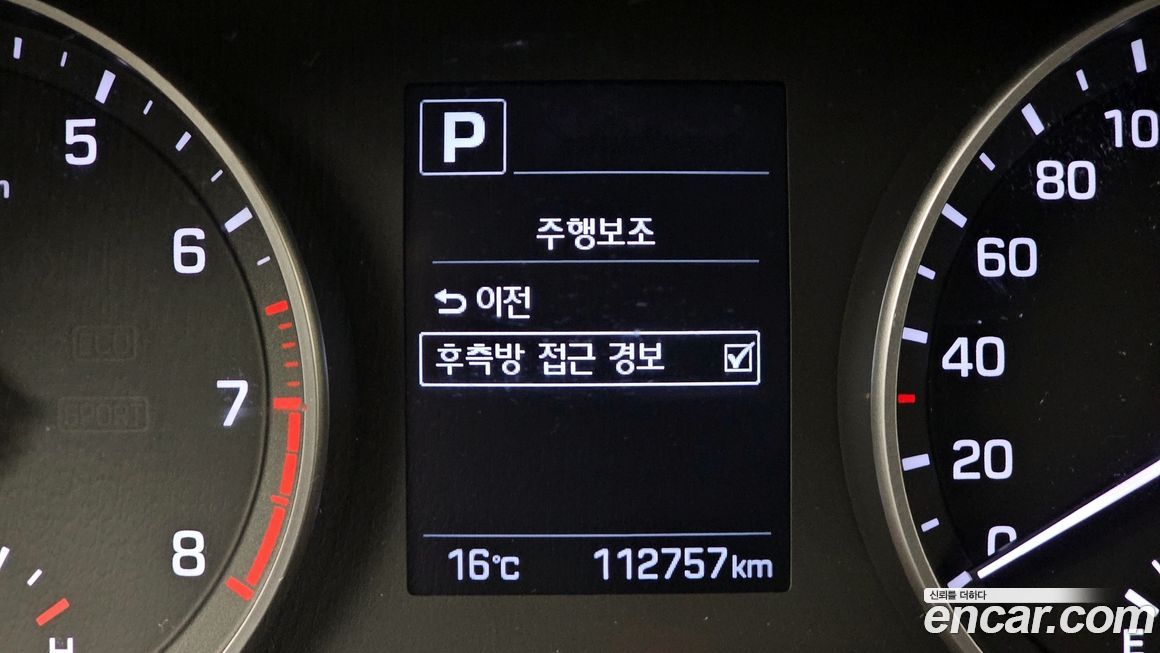 5
6
7
8
ECO
SPORT
H
P
주행보조
이전
후측방 접근 경보
16°C 112757km
80
60
40
20
0
E
신뢰를 더하다
encar.com